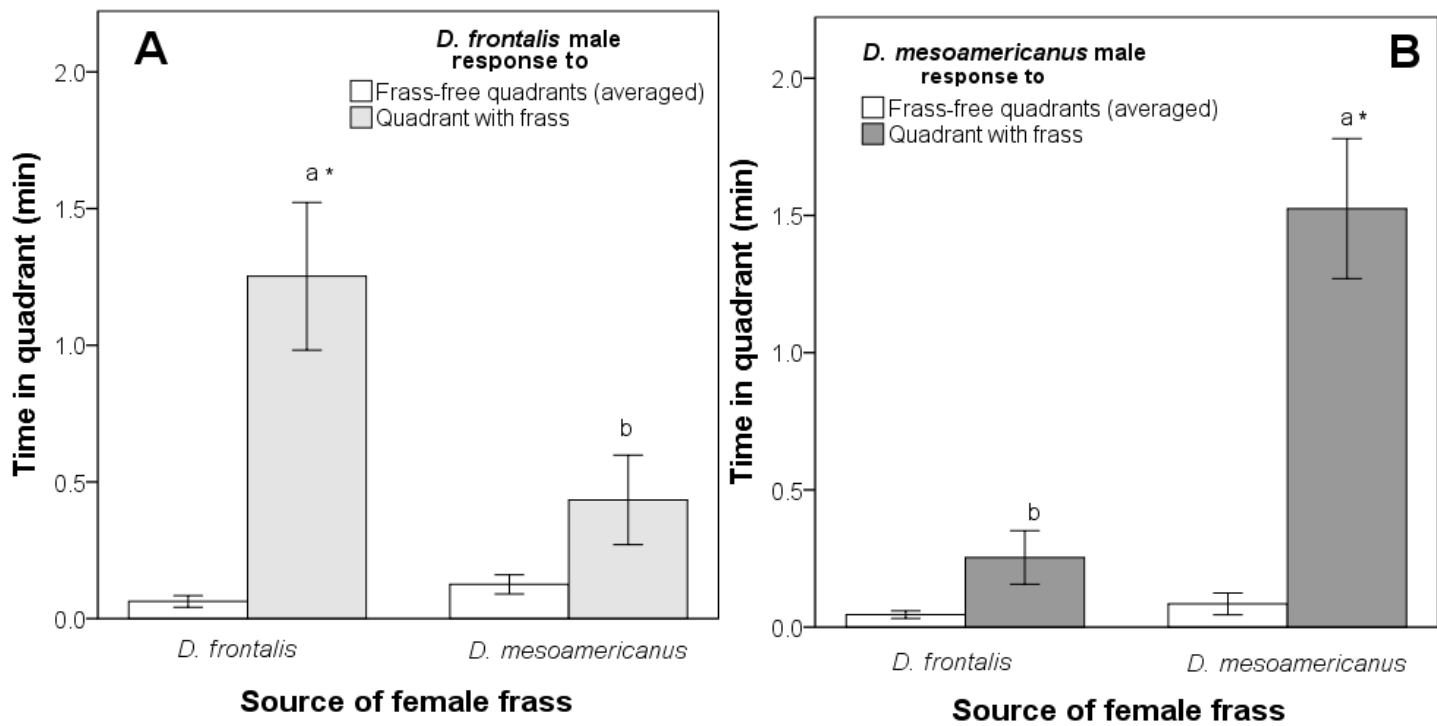 A
D. frontalis male
response to
Frass-free quadrants (averaged)
Quadrant with frass
Time in quadrant (min)
2.0
1.5
1.0
0.5
0.0
a *
b
D. frontalis
D. mesoamericanus
Source of female frass
B
D. mesoamericanus male
response to
Frass-free quadrants (averaged)
Quadrant with frass
Time in quadrant (min)
2.0
1.5
1.0
0.5
0.0
b
a *
D. frontalis
D. mesoamericanus
Source of female frass